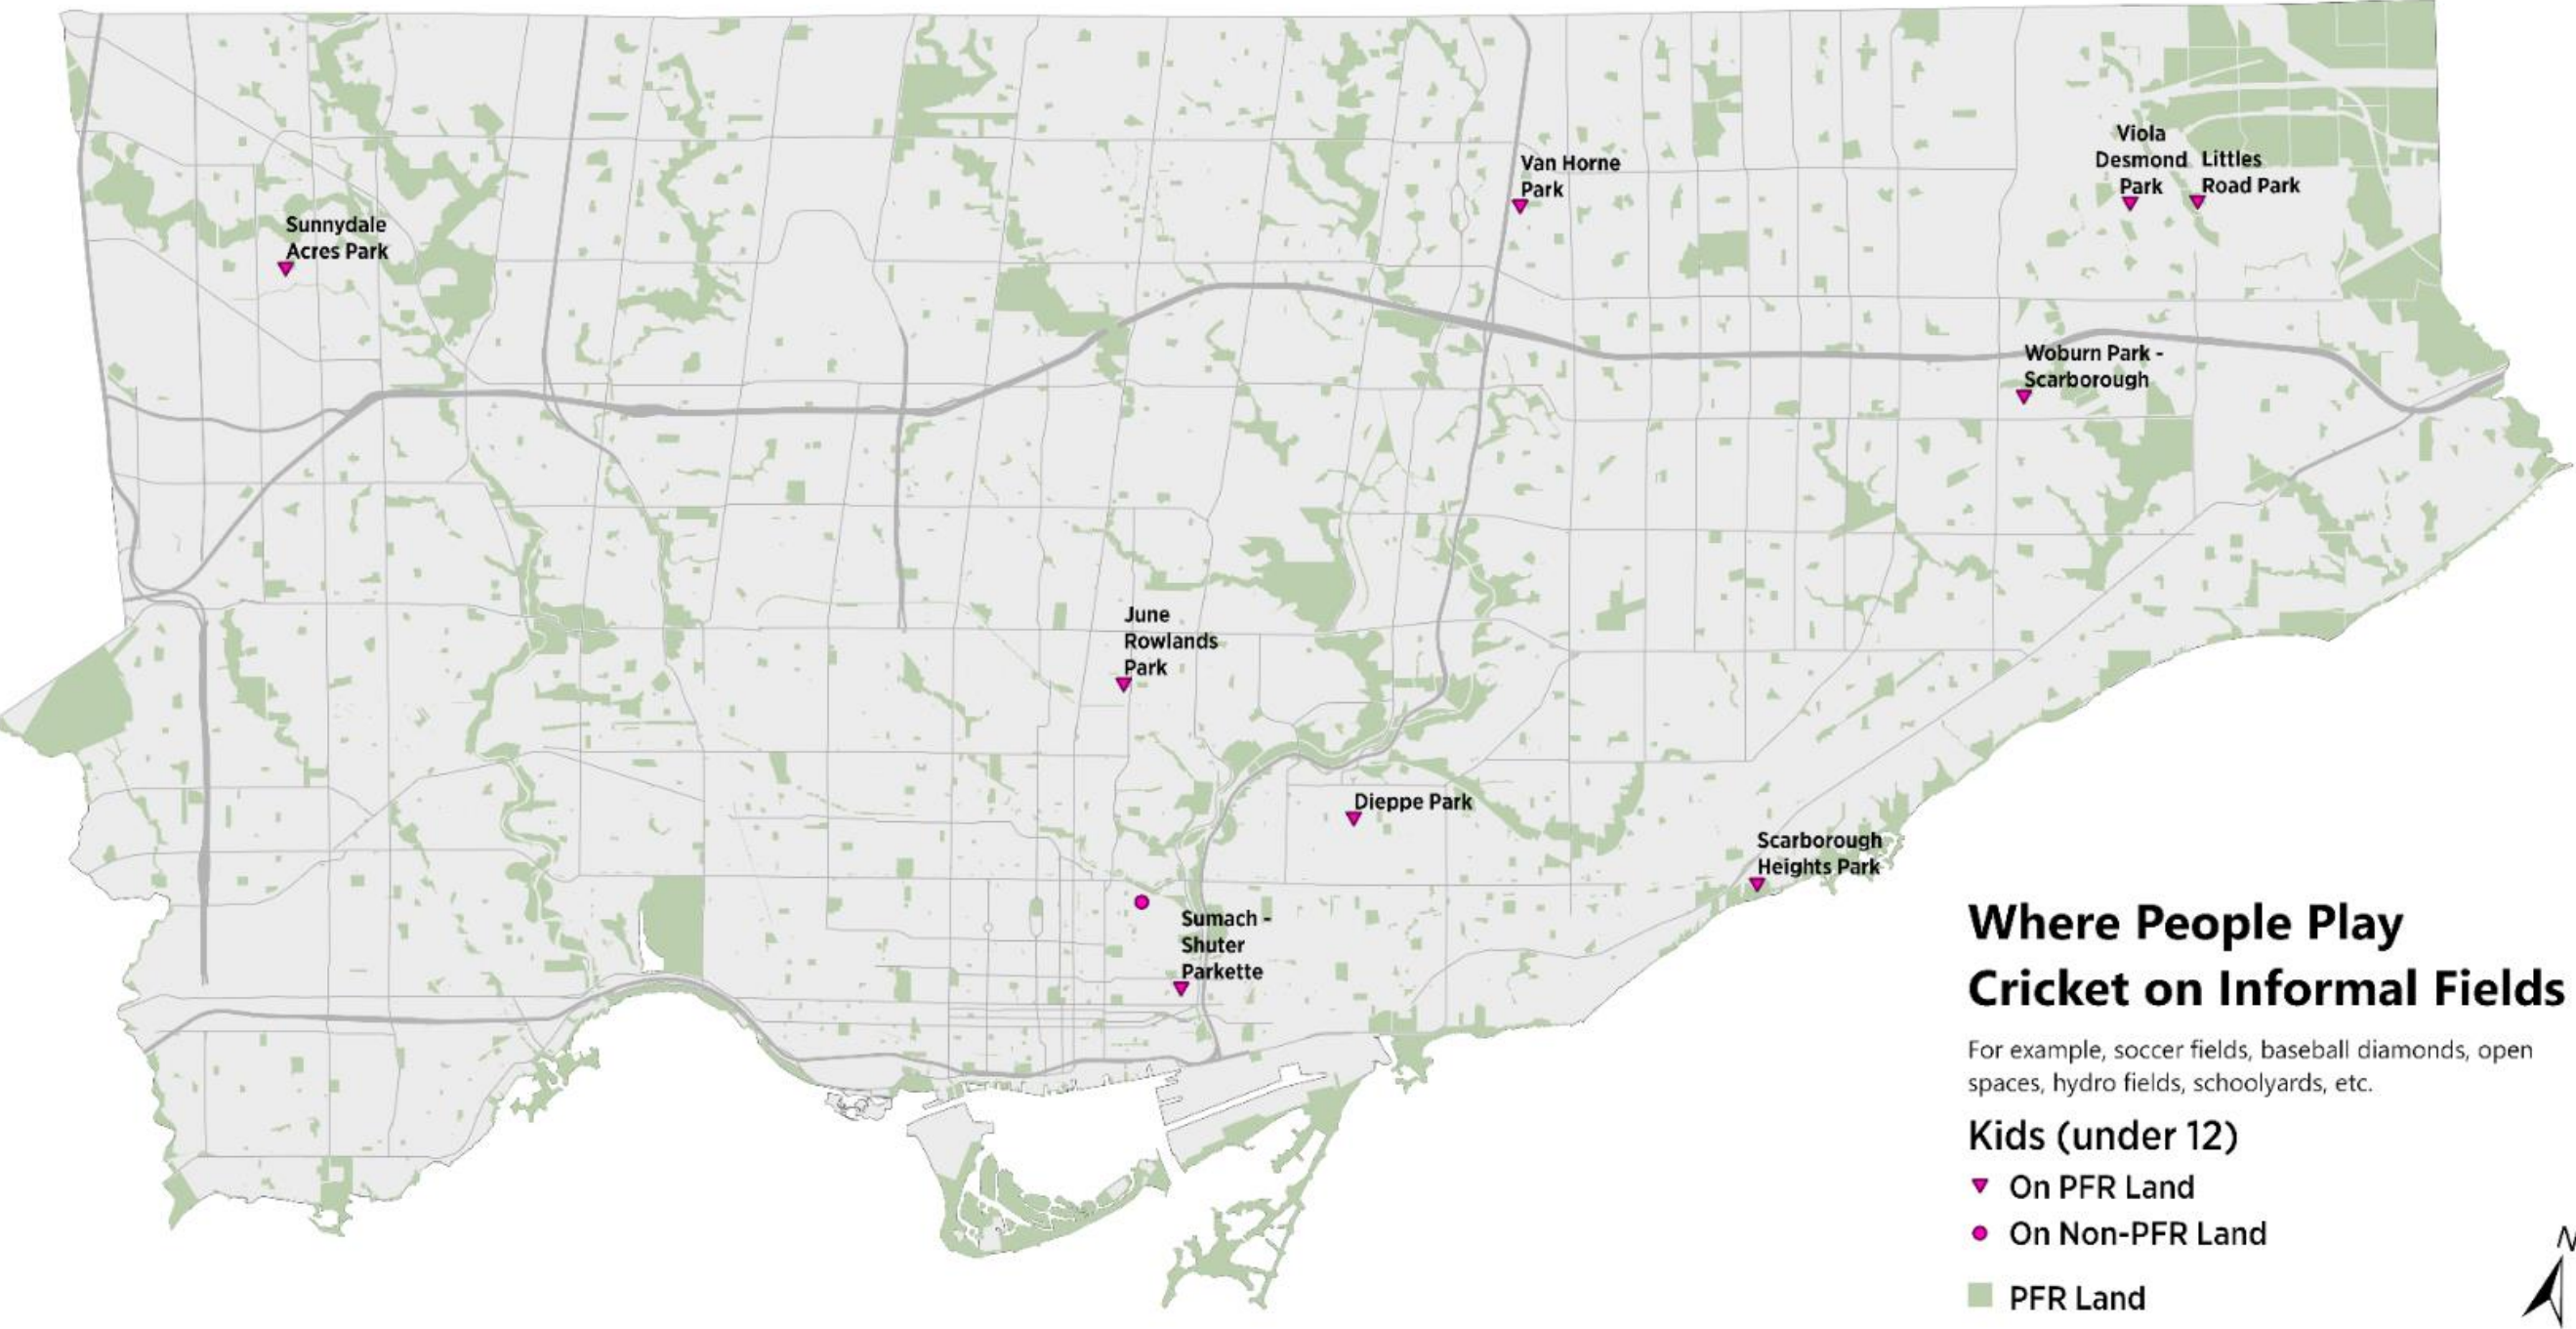 Viola
Desmond
Park
Littles
Road Park
Van Horne
Park
Sunnydale
Acres Park
Woburn Park -
Scarborough
June
Rowlands
Park
Dieppe Park
Scarborough
Heights Park
Sumach -
Shuter
Parkette
Where People Play
Cricket on Informal Fields
For example, soccer fields, baseball diamonds, open
spaces, hydro fields, schoolyards, etc.
Kids (under 12)
On PFR Land
On Non-PFR Land
PFR Land
N